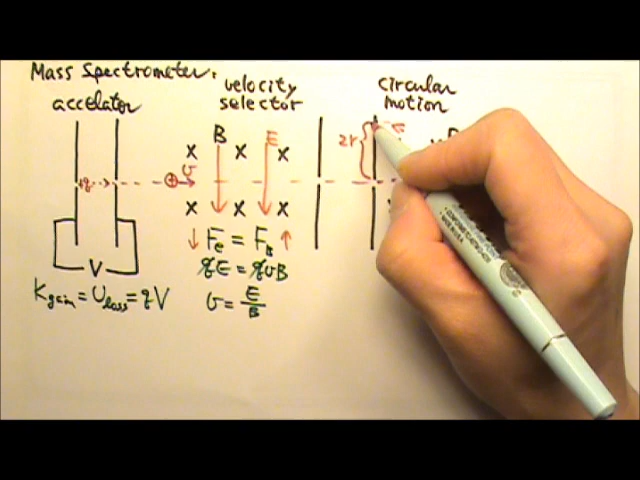 Mass Spectrometer.
accelator
velocity
selector
circular
motion
B E
x x x
v
q
+
2r
x x x
V
↓ Fe = FB ↑
qE = qvB
Kgain = Uloss = qV
v = E/B